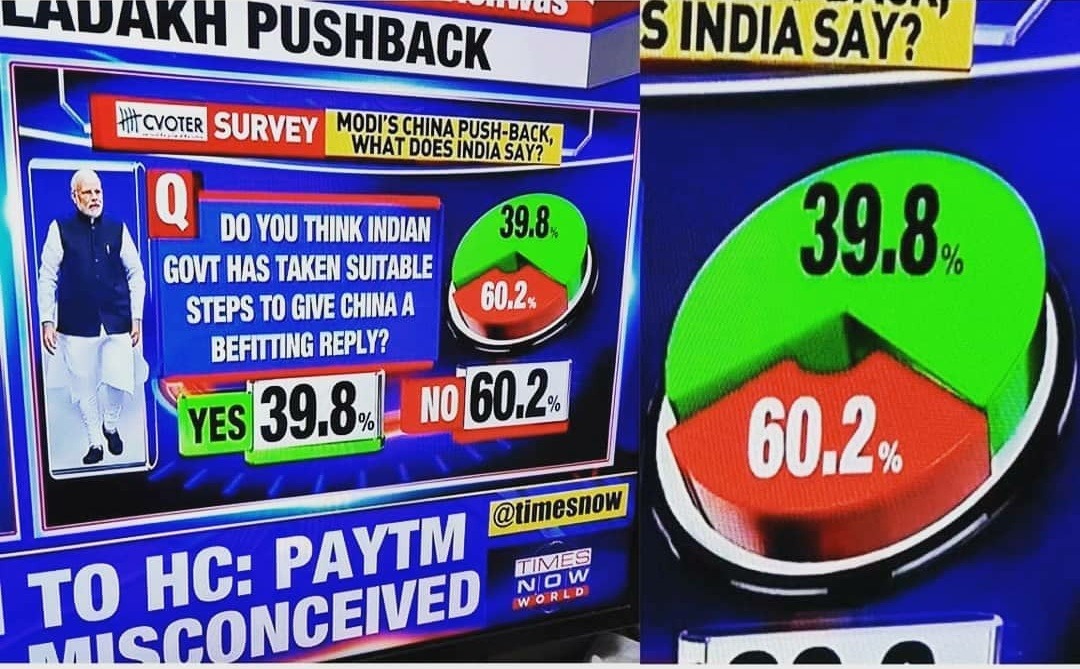 LADAKH PUSHBACK
CVOTER SURVEY
MODI'S CHINA PUSH-BACK,
WHAT DOES INDIA SAY?
Q
DO YOU THINK INDIAN
GOVT HAS TAKEN SUITABLE
STEPS TO GIVE CHINA A
BEFITTING REPLY?
39.8%
60.2%
YES 39.8%
NO 60.2%
@timesnow
TO HC: PAYTM
MISCONCEIVED
TIMES
NOW
WORLD
S INDIA SAY?
39.8%
60.2%